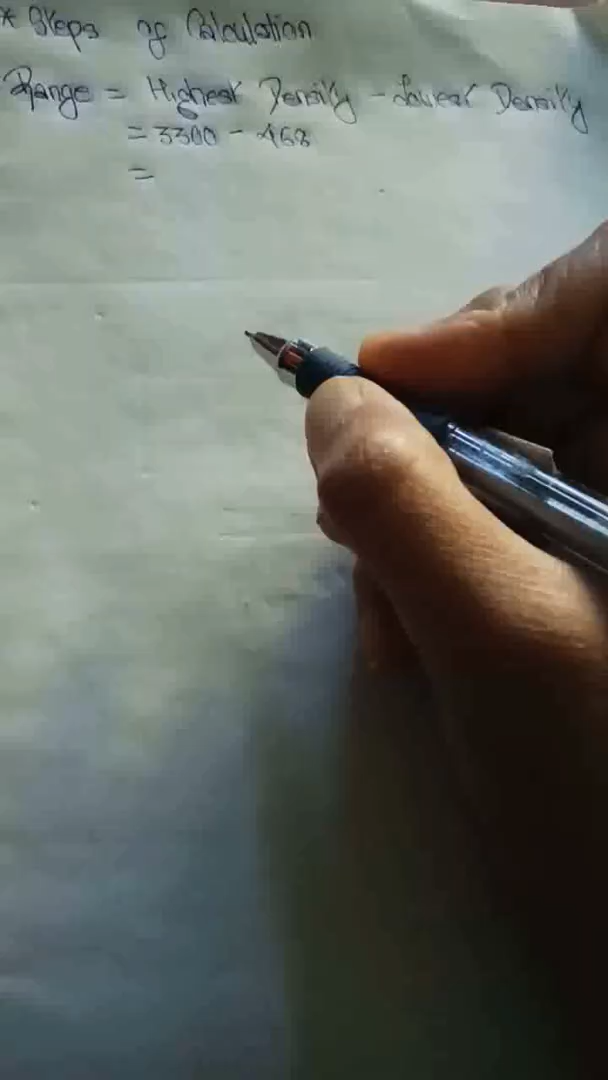 * Steps of Calculation
Range = Highest Density - Lowest Density
= 3300 - 468
=